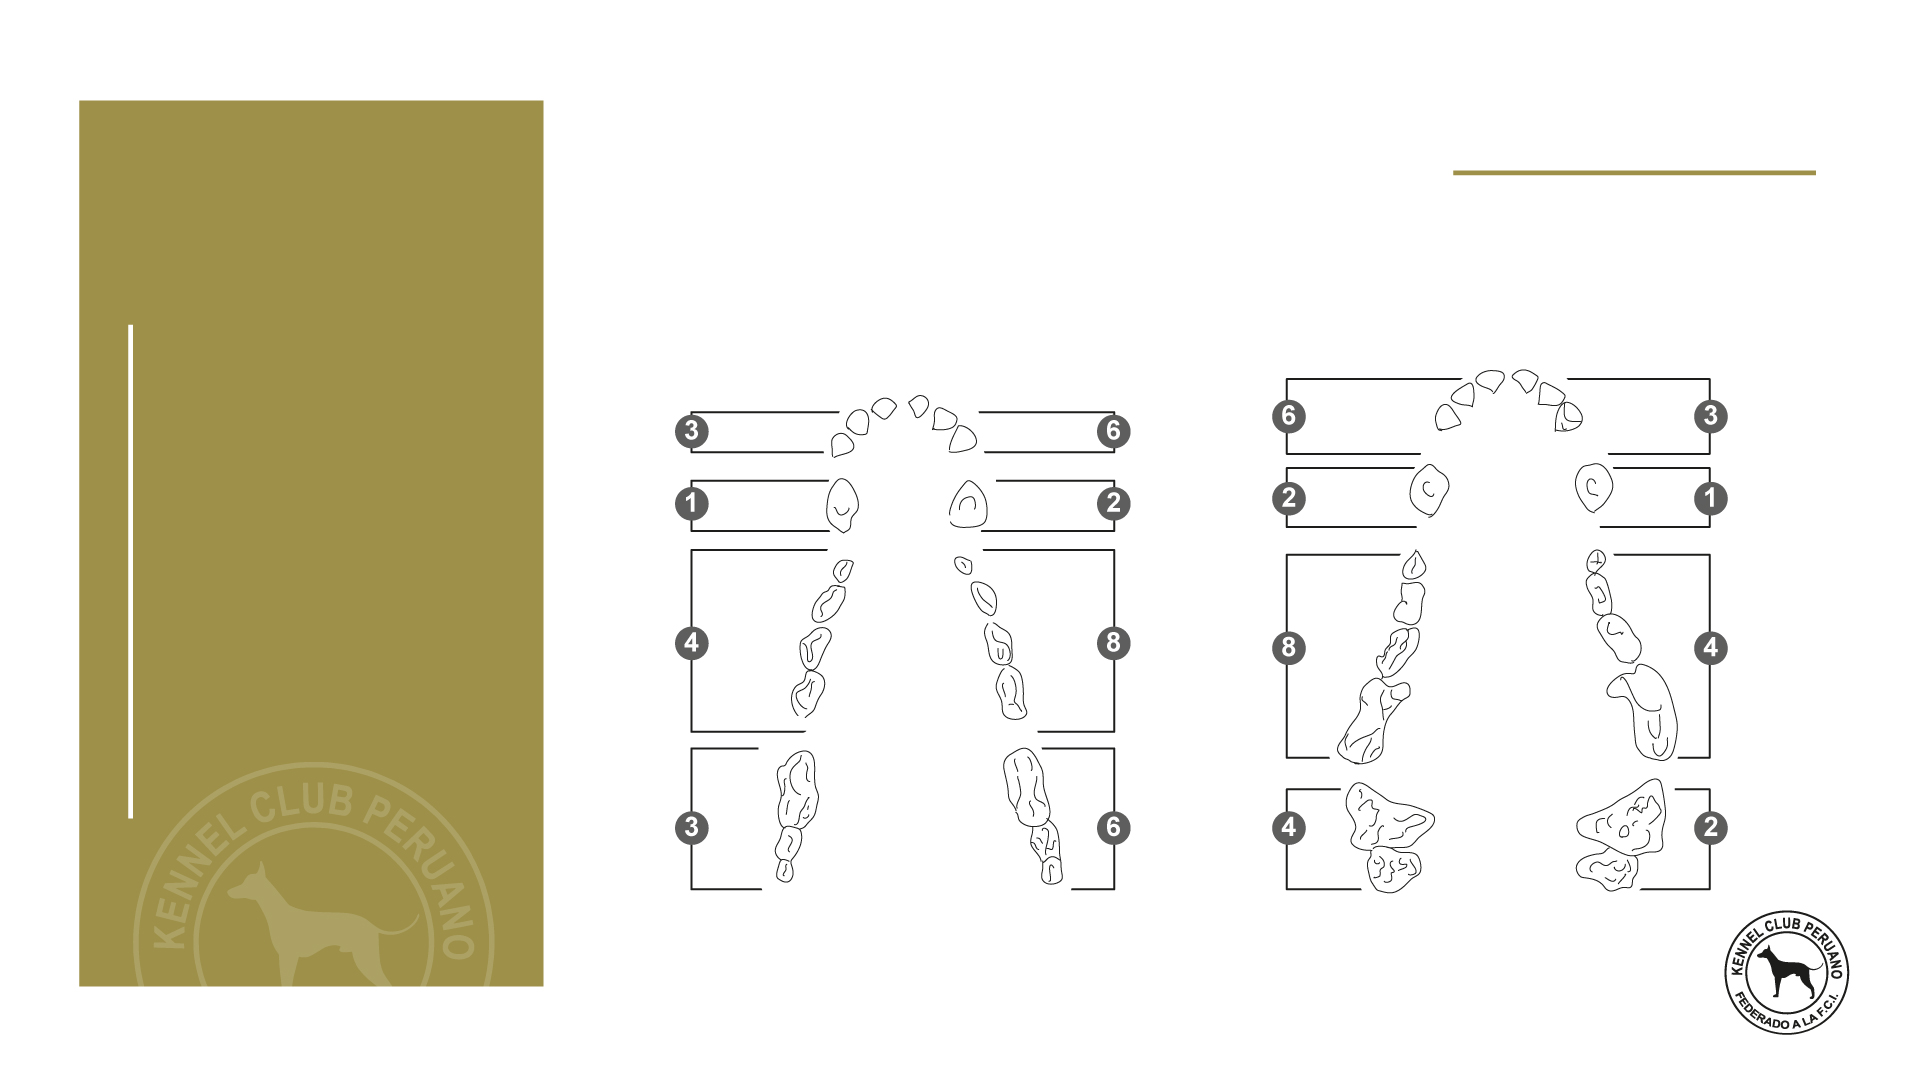 3 6
1 2
4 8
3 6
6 3
2 1
8 4
4 2
KENNEL CLUB PERUANO
KENNEL CLUB PERUANO
FEDERADO A LA F.C.I.